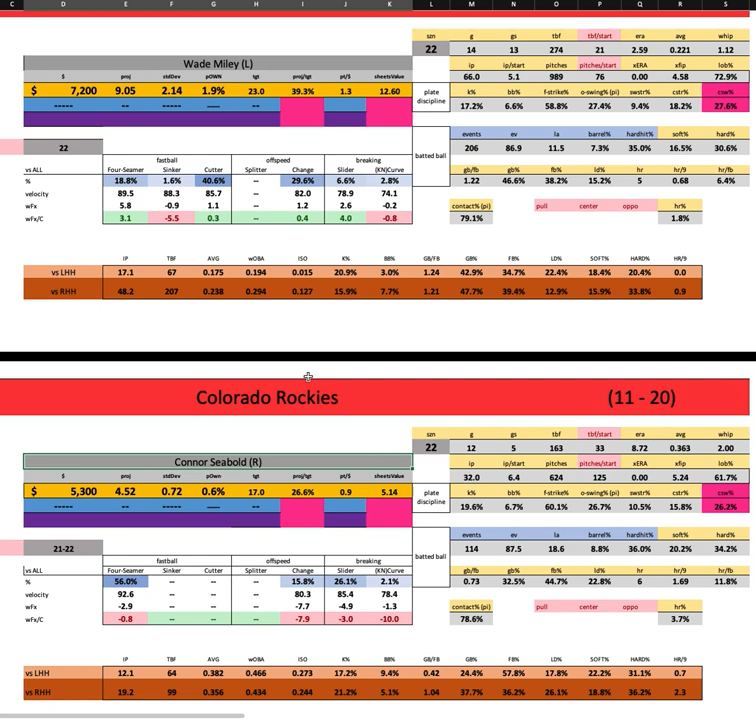 C D E F G H I J K L M N O P Q R S
szn g gs tbf tbf/start era avg whip
22 14 13 274 21 2.59 0.221 1.12
Wade Miley (L) ip ip/start pitches pitches/start xERA xfip lob%
$ proj stdDev pOWN tgt proj/tgt pt/$ sheetsValue 66.0 5.1 989 76 0.00 4.58 72.9%
$ 7,200 9.05 2.14 1.9% 23.0 39.3% 1.3 12.60 plate discipline k% bb% f-strike% o-swing% (pi) swstr% cstr% csw%
----- -- ----- -- -- 17.2% 6.6% 58.8% 27.4% 9.4% 18.2% 27.6%
events ev la barrel% hardhit% soft% hard%
22 batted ball 206 86.9 11.5 7.3% 35.0% 16.5% 30.6%
fastball offspeed breaking
vs ALL Four-Seamer Sinker Cutter Splitter Change Slider (KN)Curve gb/fb gb% fb% ld% hr hr/9 hr/fb
% 18.8% 1.6% 40.6% -- 29.6% 6.6% 2.8% 1.22 46.6% 38.2% 15.2% 5 0.68 6.4%
velocity 89.5 88.3 85.7 -- 82.0 78.9 74.1
wFx 5.8 -0.9 1.1 -- 1.2 2.6 -0.2 contact% (pi) pull center oppo hr%
wFx/C 3.1 -5.5 0.3 -- 0.4 4.0 -0.8 79.1% 1.8%
IP TBF AVG wOBA ISO K% BB% GB/FB GB% FB% LD% SOFT% HARD% HR/9
vs LHH 17.1 67 0.175 0.194 0.015 20.9% 3.0% 1.24 42.9% 34.7% 22.4% 18.4% 20.4% 0.0
vs RHH 48.2 207 0.238 0.294 0.127 15.9% 7.7% 1.21 47.7% 39.4% 12.9% 15.9% 33.8% 0.9
Colorado Rockies (11 - 20)
szn g gs tbf tbf/start era avg whip
22 12 5 163 33 8.72 0.363 2.00
Connor Seabold (R) ip ip/start pitches pitches/start xERA xfip lob%
$ proj stdDev pOwn tgt proj/tgt pt/$ sheetsValue 32.0 6.4 624 125 0.00 5.24 61.7%
$ 5,300 4.52 0.72 0.6% 17.0 26.6% 0.9 5.14 plate discipline k% bb% f-strike% o-swing% (pi) swstr% cstr% csw%
----- -- ----- -- -- 19.6% 6.7% 60.1% 26.7% 10.5% 15.8% 26.2%
events ev la barrel% hardhit% soft% hard%
21-22 batted ball 114 87.5 18.6 8.8% 36.0% 20.2% 34.2%
fastball offspeed breaking
vs ALL Four-Seamer Sinker Cutter Splitter Change Slider (KN)Curve gb/fb gb% fb% ld% hr hr/9 hr/fb
% 56.0% -- -- -- 15.8% 26.1% 2.1% 0.73 32.5% 44.7% 22.8% 6 1.69 11.8%
velocity 92.6 -- -- -- 80.3 85.4 78.4
wFx -2.9 -- -- -- -7.7 -4.9 -1.3 contact% (pi) pull center oppo hr%
wFx/C -0.8 -- -- -- -7.9 -3.0 -10.0 78.6% 3.7%
IP TBF AVG wOBA ISO K% BB% GB/FB GB% FB% LD% SOFT% HARD% HR/9
vs LHH 12.1 64 0.382 0.466 0.273 17.2% 9.4% 0.42 24.4% 57.8% 17.8% 22.2% 31.1% 0.7
vs RHH 19.2 99 0.356 0.434 0.244 21.2% 5.1% 1.04 37.7% 36.2% 26.1% 18.8% 36.2% 2.3